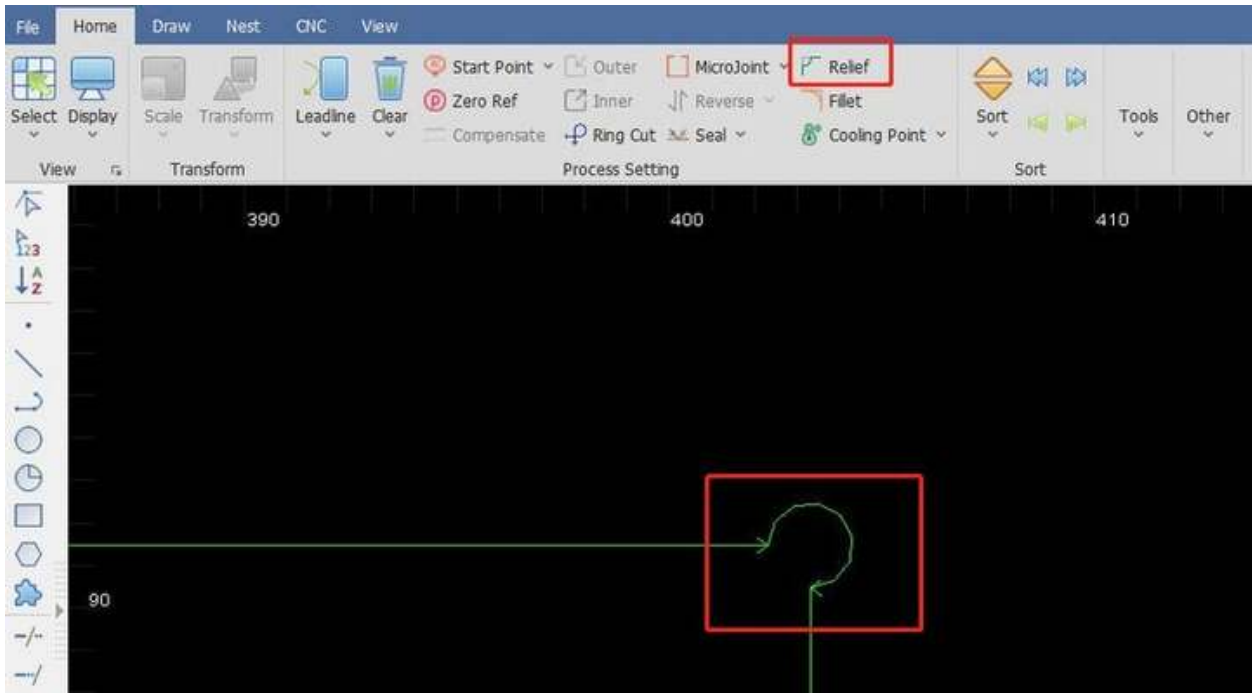 File Home Draw Nest CNC View
Start Point Outer MicroJoint Relief
Zero Ref Inner Reverse Fillet
Select Display Scale Transform Leadline Clear Sort Tools Other
Compensate Ring Cut Seal Cooling Point
View Transform Process Setting Sort
390 400 410
123
A
Z
90